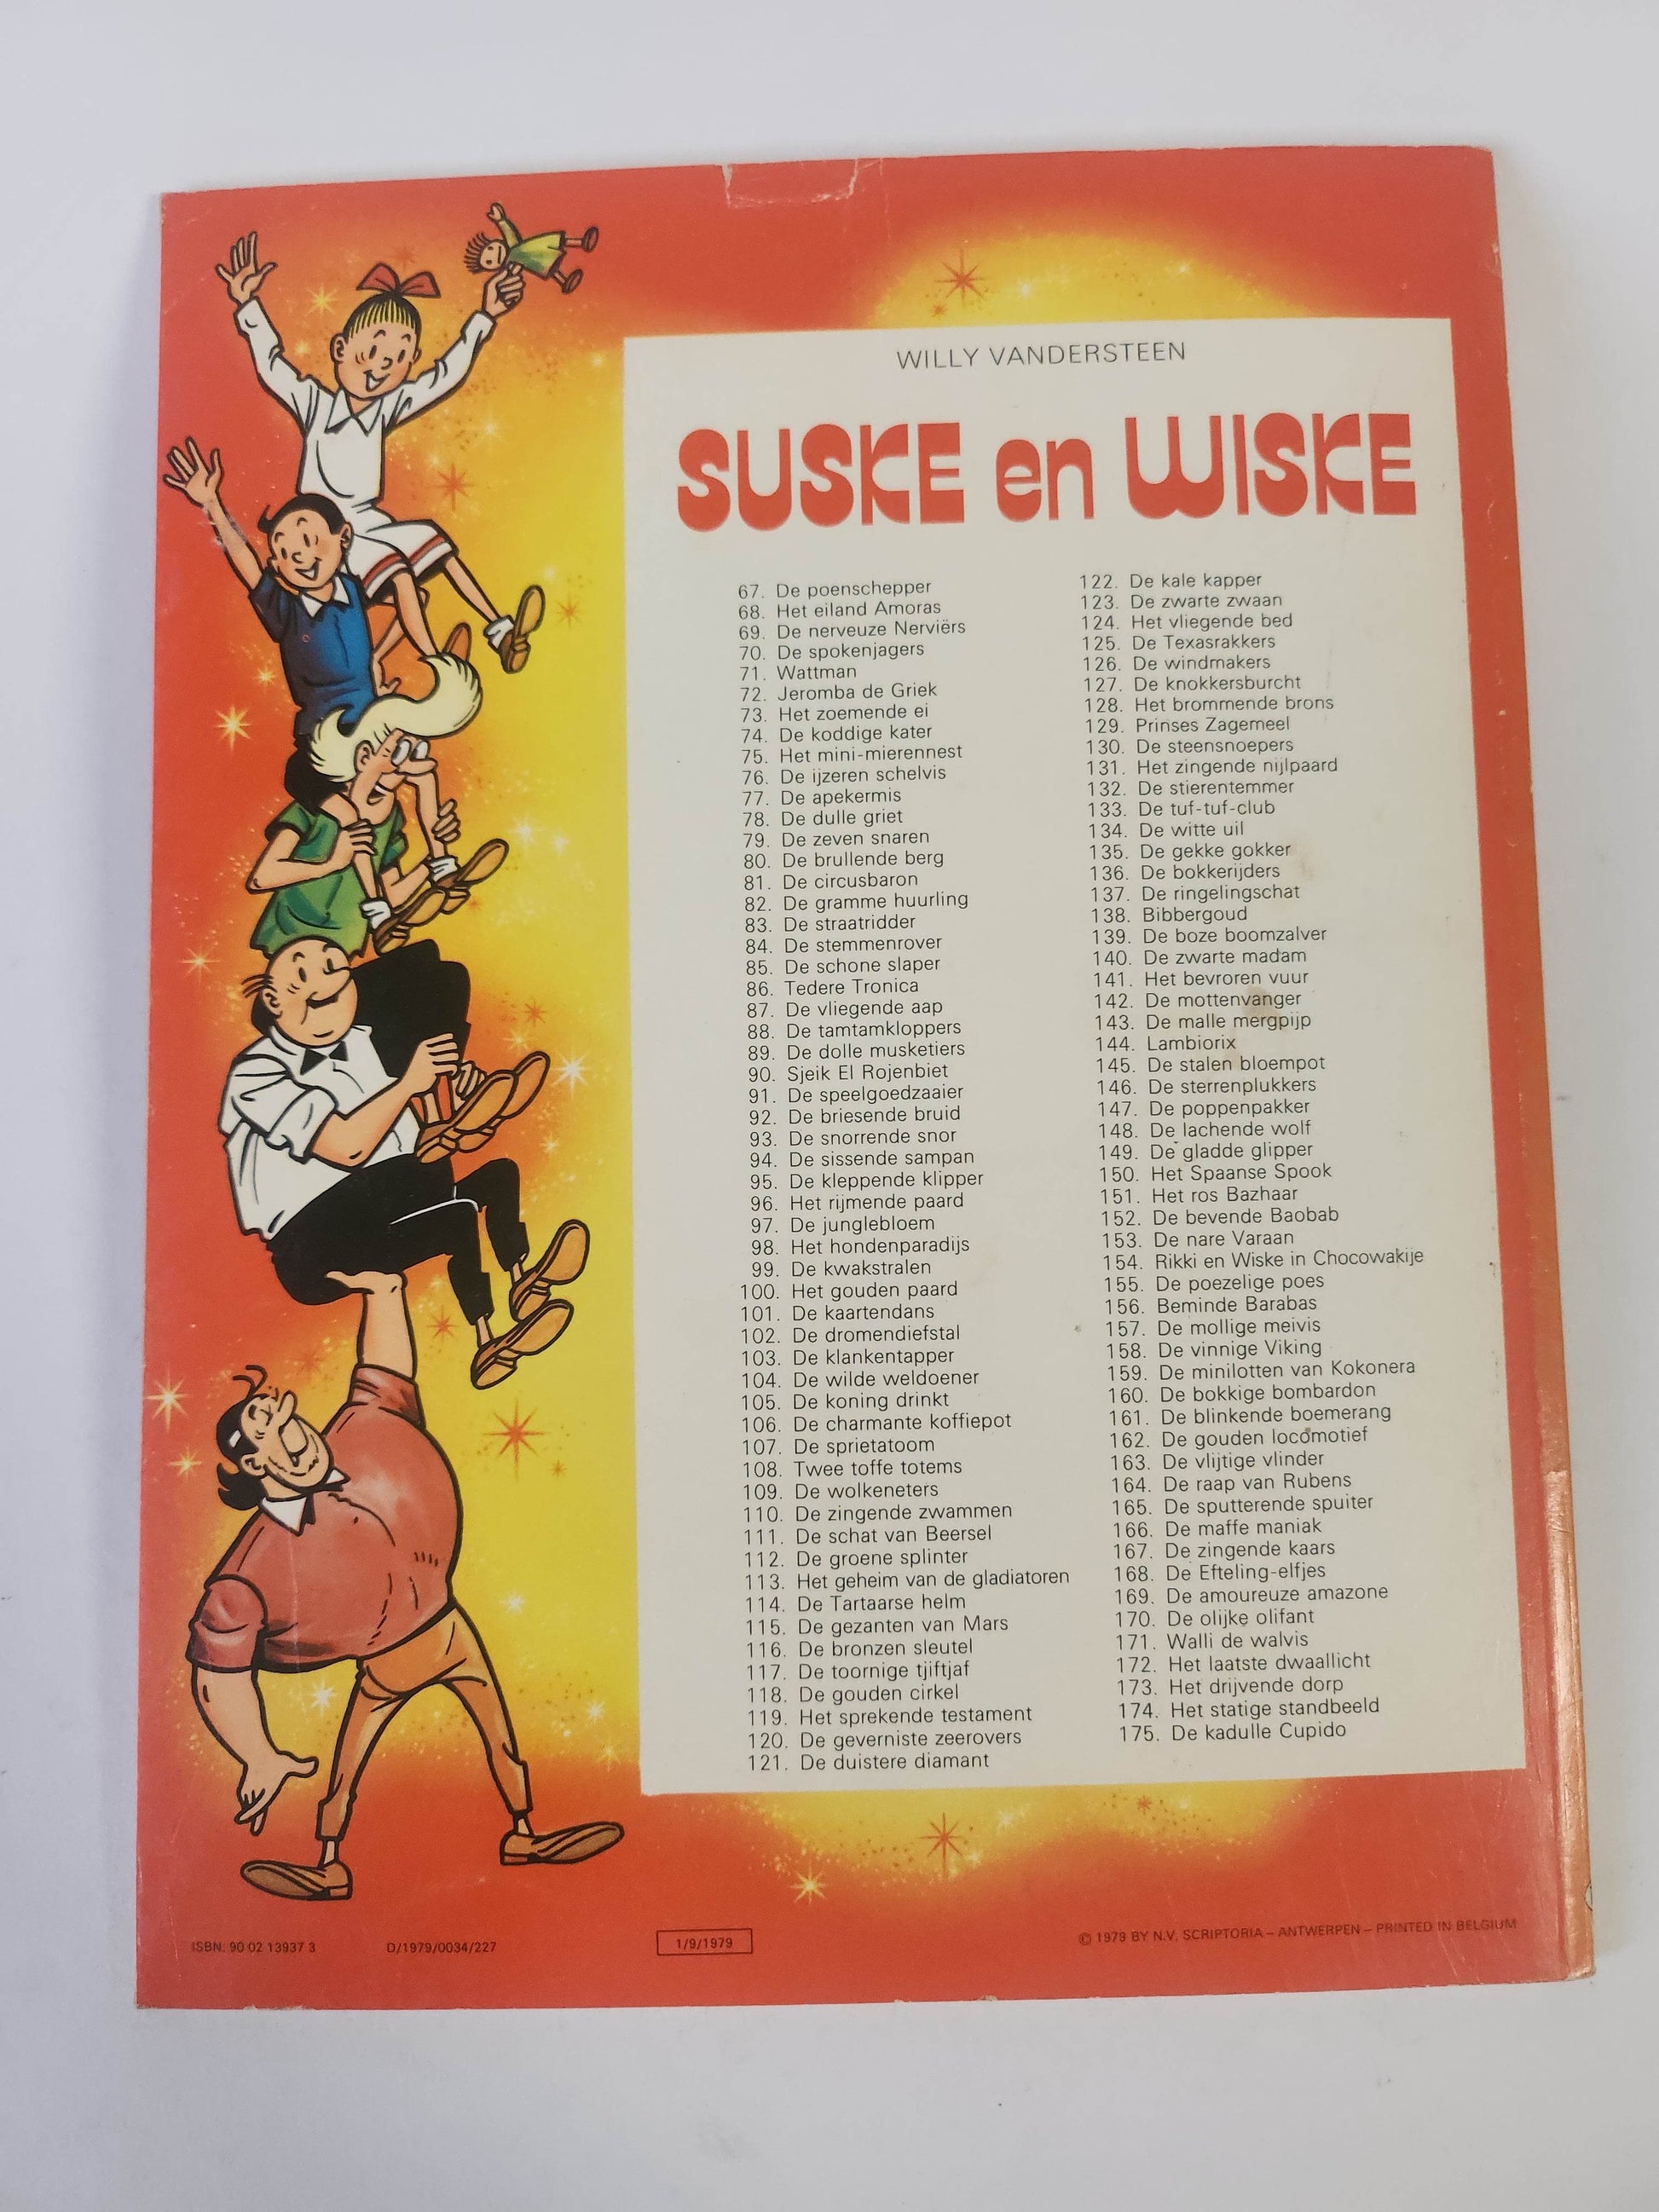 WILLY VANDERSTEEN
SUSKE en WISKE
67. De poenschepper
68. Het eiland Amoras
69. De nerveuze Nerviërs
70. De spokenjagers
71. Wattman
72. Jeromba de Griek
73. Het zoemende ei
74. De koddige kater
75. Het mini-mierennest
76. De ijzeren schelvis
77. De apekermis
78. De dulle griet
79. De zeven snaren
80. De brullende berg
81. De circusbaron
82. De gramme huurling
83. De straatridder
84. De stemmenrover
85. De schone slaper
86. Tedere Tronica
87. De vliegende aap
88. De tamtamkloppers
89. De dolle musketiers
90. Sjeik El Rojenbiet
91. De speelgoedzaaier
92. De briesende bruid
93. De snorrende snor
94. De sissende sampan
95. De kleppende klipper
96. Het rijmende paard
97. De junglebloem
98. Het hondenparadijs
99. De kwakstralen
100. Het gouden paard
101. De kaartendans
102. De dromendiefstal
103. De klankentapper
104. De wilde weldoener
105. De koning drinkt
106. De charmante koffiepot
107. De sprietatoom
108. Twee toffe totems
109. De wolkeneters
110. De zingende zwammen
111. De schat van Beersel
112. De groene splinter
113. Het geheim van de gladiatoren
114. De Tartaarse helm
115. De gezanten van Mars
116. De bronzen sleutel
117. De toornige tjiftjaf
118. De gouden cirkel
119. Het sprekende testament
120. De geverniste zeerovers
121. De duistere diamant
122. De kale kapper
123. De zwarte zwaan
124. Het vliegende bed
125. De Texasrakkers
126. De windmakers
127. De knokkersburcht
128. Het brommende brons
129. Prinses Zagemeel
130. De steensnoepers
131. Het zingende nijlpaard
132. De stierentemmer
133. De tuf-tuf-club
134. De witte uil
135. De gekke gokker
136. De bokkerijders
137. De ringelingschat
138. Bibbergoud
139. De boze boomzalver
140. De zwarte madam
141. Het bevroren vuur
142. De mottenvanger
143. De malle mergpijp
144. Lambiorix
145. De stalen bloempot
146. De sterrenplukkers
147. De poppenpakker
148. De lachende wolf
149. De gladde glipper
150. Het Spaanse Spook
151. Het ros Bazhaar
152. De bevende Baobab
153. De nare Varaan
154. Rikki en Wiske in Chocowakije
155. De poezelige poes
156. Beminde Barabas
157. De mollige meivis
158. De vinnige Viking
159. De minilotten van Kokonera
160. De bokkige bombardon
161. De blinkende boemerang
162. De gouden locomotief
163. De vlijtige vlinder
164. De raap van Rubens
165. De sputterende spuiter
166. De maffe maniak
167. De zingende kaars
168. De Efteling-elfjes
169. De amoureuze amazone
170. De olijke olifant
171. Walli de walvis
172. Het laatste dwaallicht
173. Het drijvende dorp
174. Het statige standbeeld
175. De kadulle Cupido
ISBN: 90 02 13937 3
D/1979/0034/227
1/9/1979
© 1979 BY N.V. SCRIPTORIA – ANTWERPEN – PRINTED IN BELGIUM